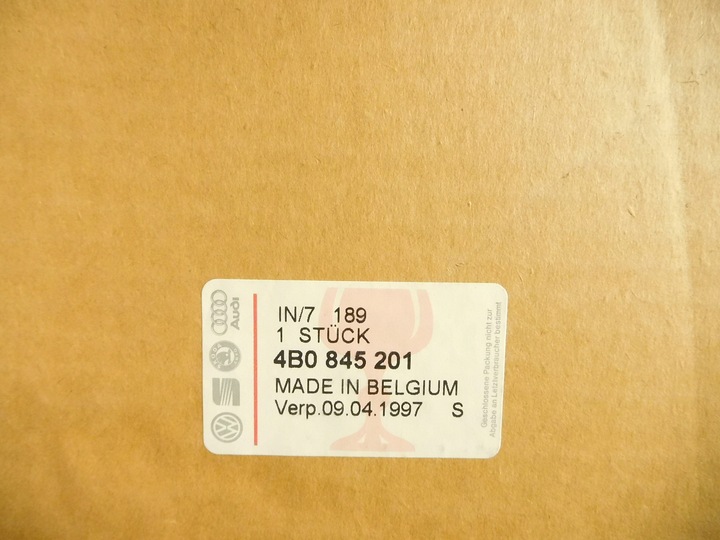 Audi
IN/7 189
1 STÜCK
4B0 845 201
MADE IN BELGIUM
Verp.09.04.1997 S
Geschlossene Packung nicht zur
Abgabe an Letztverbraucher bestimmt